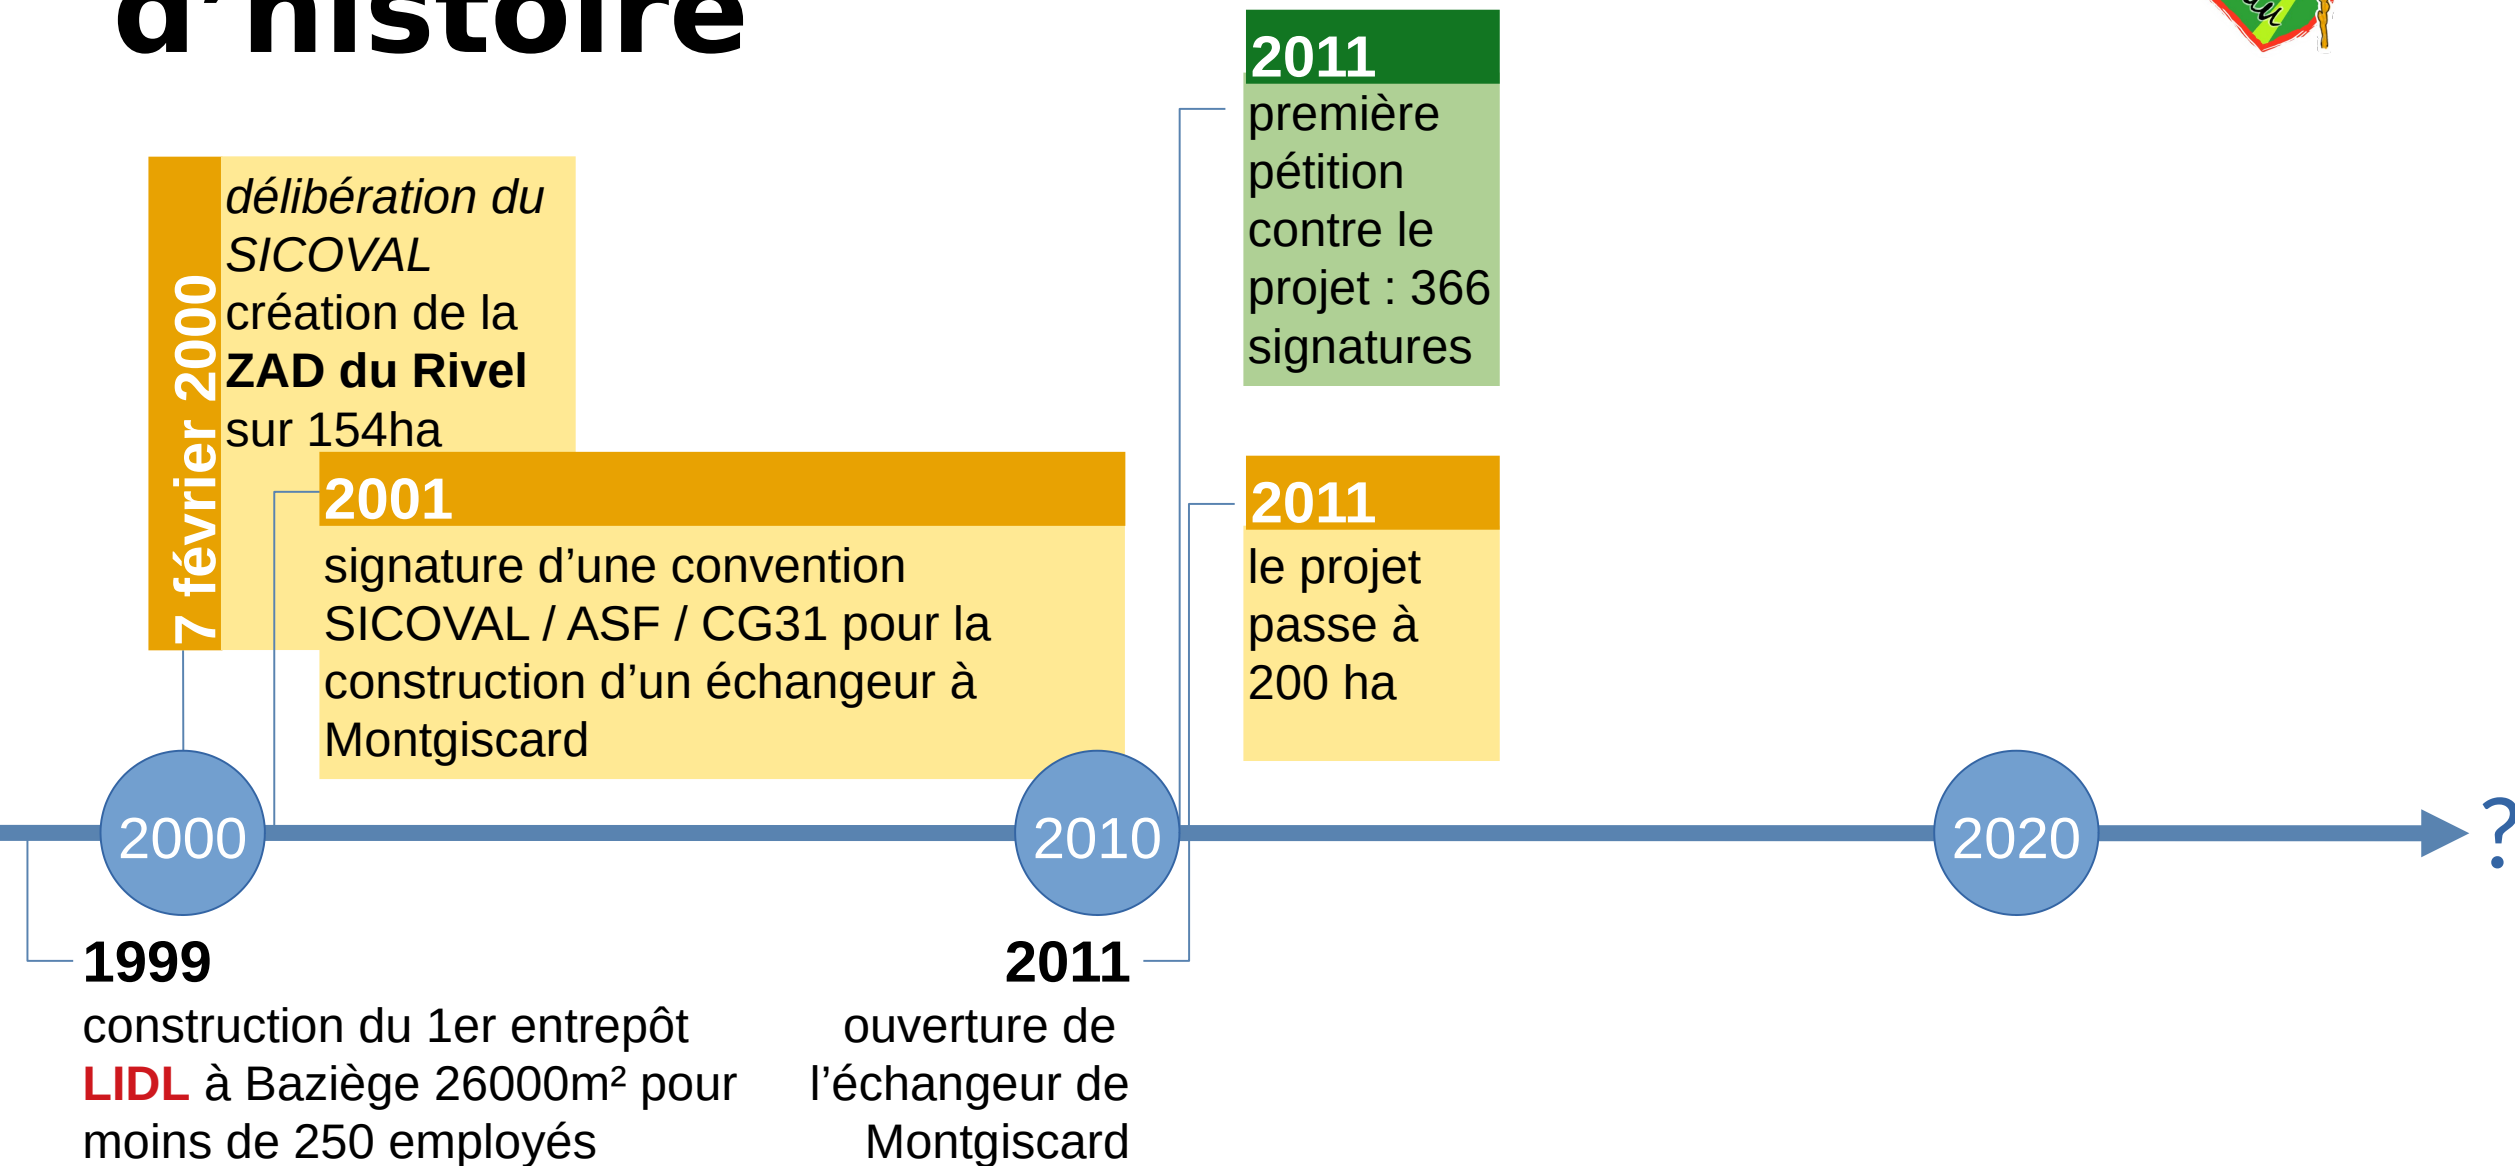 d’histoire
2011
première
pétition
contre le
projet : 366
signatures
7 février 2000
délibération du
SICOVAL
création de la
ZAD du Rivel
sur 154ha
2001
signature d’une convention
SICOVAL / ASF / CG31 pour la
construction d’un échangeur à
Montgiscard
2011
le projet
passe à
200 ha
2000
2010
2020
?
1999
construction du 1er entrepôt
LIDL à Baziège 26000m² pour
moins de 250 employés
2011
ouverture de
l’échangeur de
Montgiscard